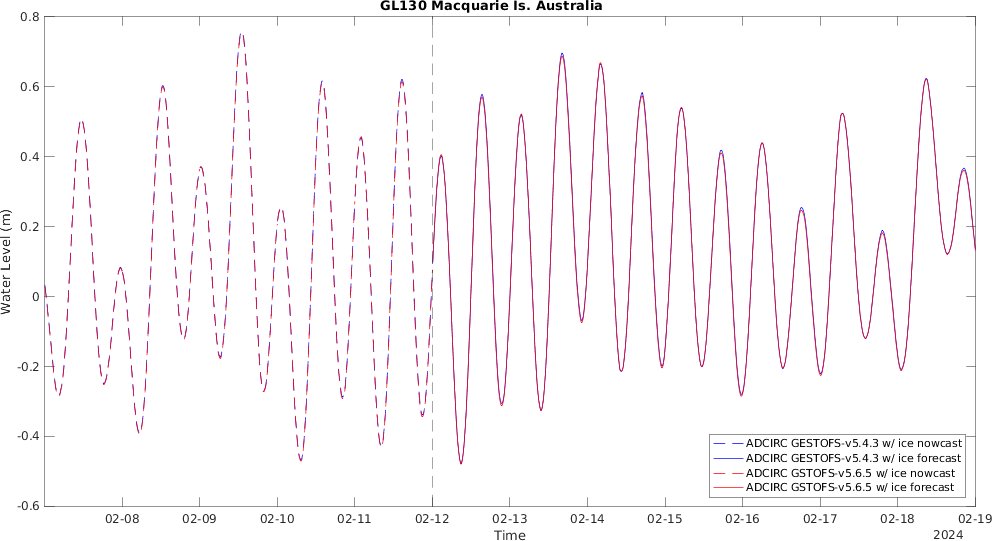 GL130 Macquarie Is. Australia
0.8
0.6
0.4
0.2
0
-0.2
-0.4
-0.6
Water Level (m)
ADCIRC GESTOFS-v5.4.3 w/ ice nowcast
ADCIRC GESTOFS-v5.4.3 w/ ice forecast
ADCIRC GSTOFS-v5.6.5 w/ ice nowcast
ADCIRC GSTOFS-v5.6.5 w/ ice forecast
02-08 02-09 02-10 02-11 02-12 02-13 02-14 02-15 02-16 02-17 02-18 02-19
Time
2024